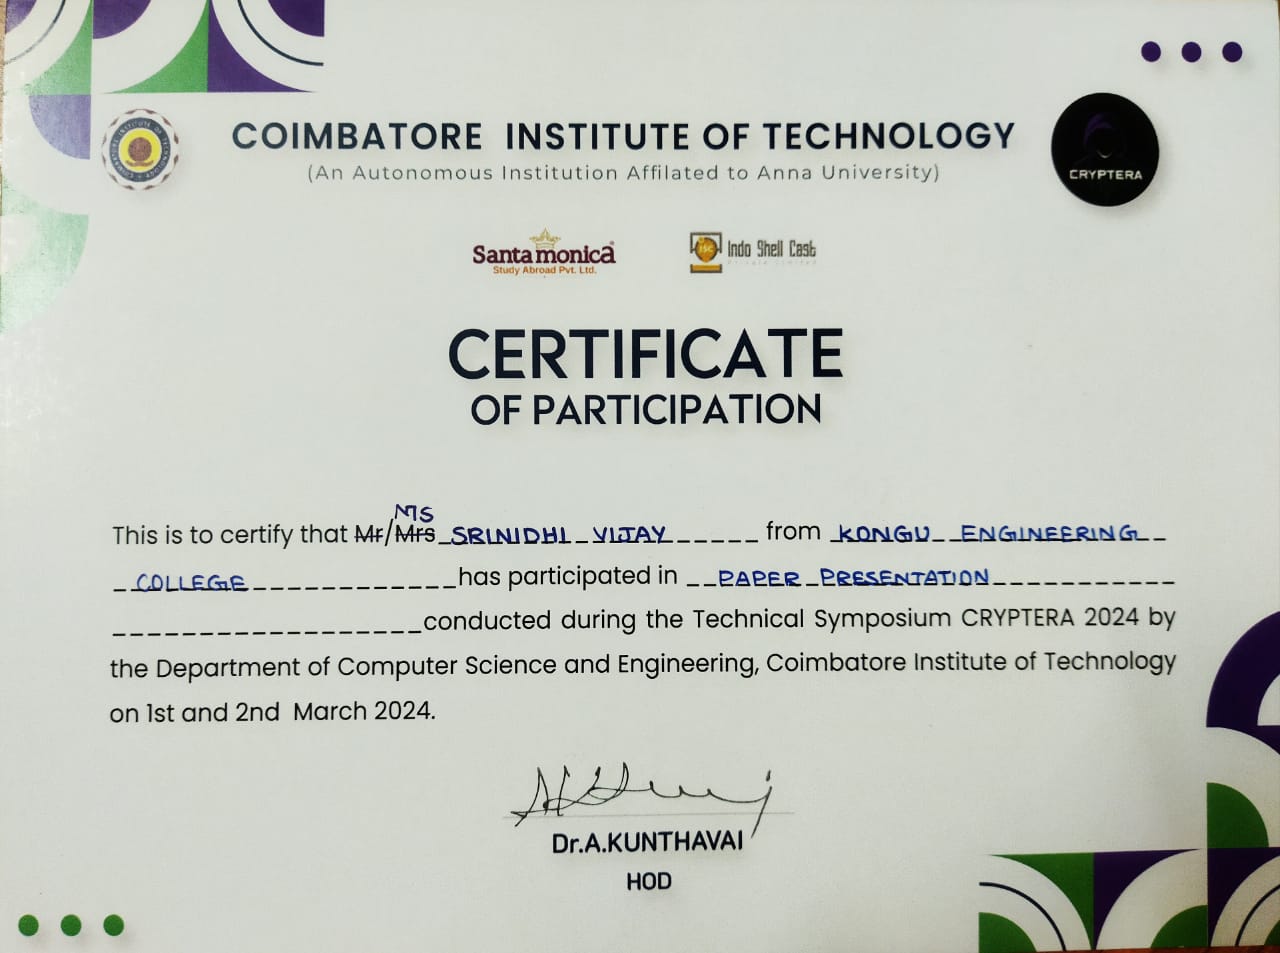 COIMBATORE INSTITUTE OF TECHNOLOGY
(An Autonomous Institution Affilated to Anna University)
CRYPTERA
Santamonica
Study Abroad Pvt. Ltd.
ISC
Indo Shell Cast
Private Limited
CERTIFICATE
OF PARTICIPATION
MS
This is to certify that Mr/Mrs SRINIDHI VIJAY from KONGU ENGINEERING
COLLEGE has participated in PAPER PRESENTATION
conducted during the Technical Symposium CRYPTERA 2024 by
the Department of Computer Science and Engineering, Coimbatore Institute of Technology
on 1st and 2nd March 2024.
Dr.A.KUNTHAVAI
HOD